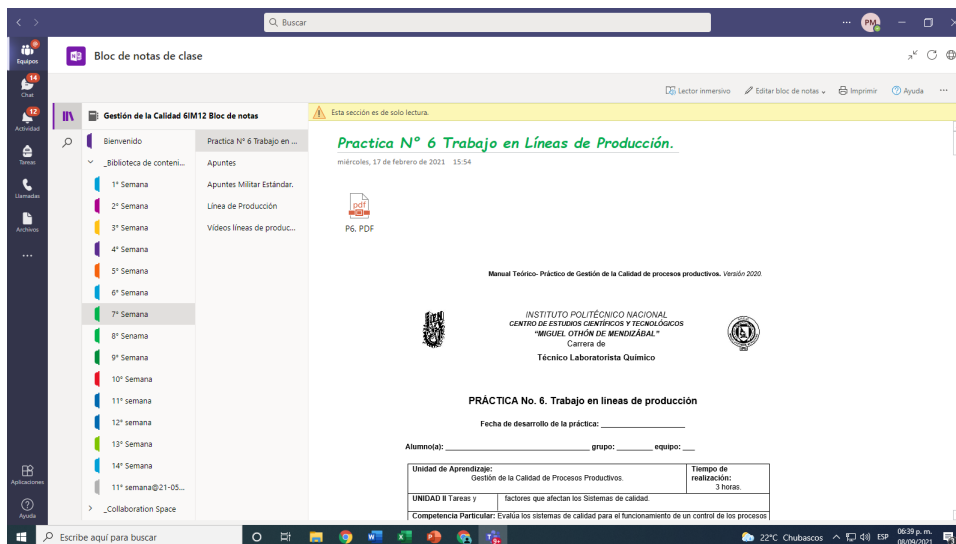 Buscar
PM
Equipos
Bloc de notas de clase
14
Chat
Lector inmersivo
Editar bloc de notas
Imprimir
Ayuda
12
Actividad
Gestión de la Calidad 6IM12 Bloc de notas
Esta sección es de solo lectura.
Bienvenido
Practica N° 6 Trabajo en ...
Practica N° 6 Trabajo en Líneas de Producción.
Tareas
_Biblioteca de conteni...
Apuntes
miércoles, 17 de febrero de 2021 15:54
1° Semana
Apuntes Militar Estándar.
Llamadas
2° Semana
Línea de Producción
pdf
Archivos
3° Semana
Vídeos líneas de produc...
P6. PDF
4° Semana
5° Semana
Manual Teórico- Práctico de Gestión de la Calidad de procesos productivos. Versión 2020.
6° Semana
7° Semana
INSTITUTO POLITÉCNICO NACIONAL
CENTRO DE ESTUDIOS CIENTÍFICOS Y TECNOLÓGICOS
8° Senama
"MIGUEL OTHÓN DE MENDIZÁBAL"
Carrera de
9° Semana
Técnico Laboratorista Químico
10° Semana
11° semana
PRÁCTICA No. 6. Trabajo en lineas de producción
12° semana
Fecha de desarrollo de la práctica:
13° Semana
Alumno(a): grupo: equipo:
14° Semana
Aplicaciones
Unidad de Aprendizaje:
Gestión de la Calidad de Procesos Productivos.
Tiempo de
realización:
3 horas.
11° semana@21-05...
UNIDAD II Tareas y factores que afectan los Sistemas de calidad.
Ayuda
_Collaboration Space
Competencia Particular: Evalúa los sistemas de calidad para el funcionamiento de un control de los procesos
Escribe aquí para buscar
22°C Chubascos
ESP
06:39 p. m.
08/09/2021